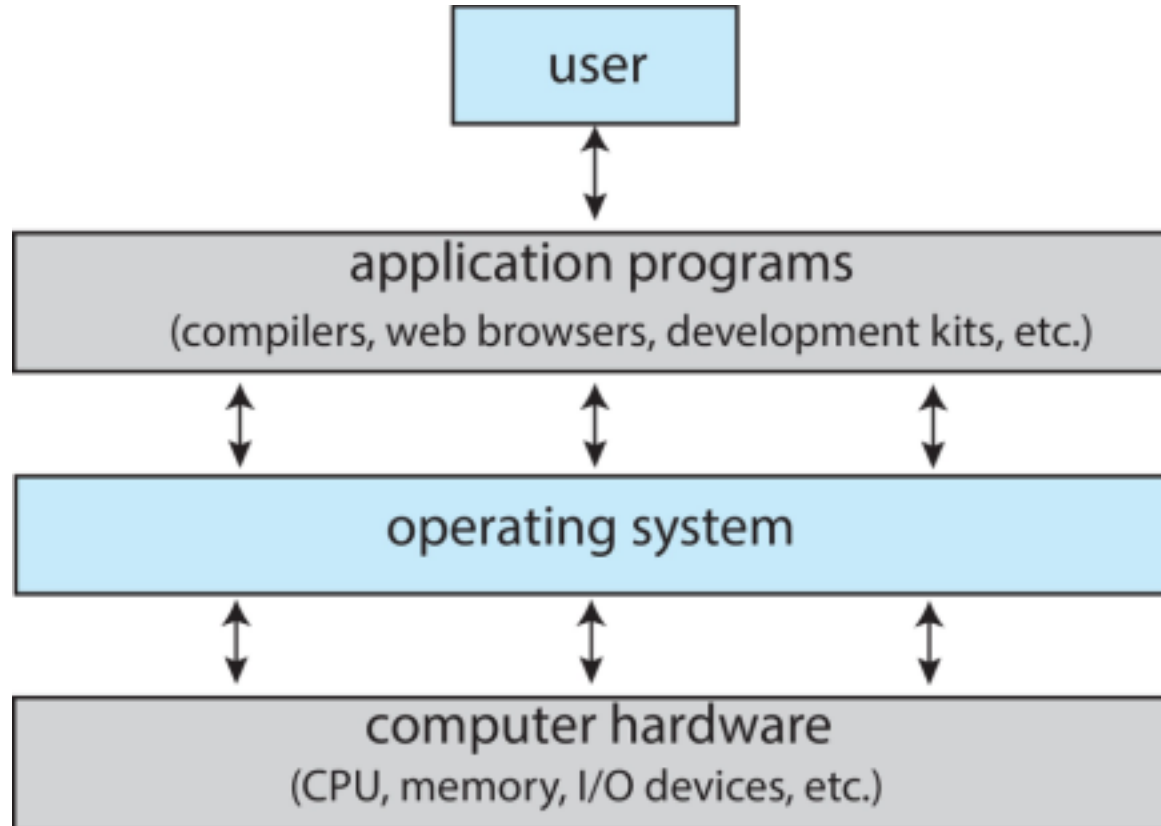 user
application programs
(compilers, web browsers, development kits, etc.)
operating system
computer hardware
(CPU, memory, I/O devices, etc.)